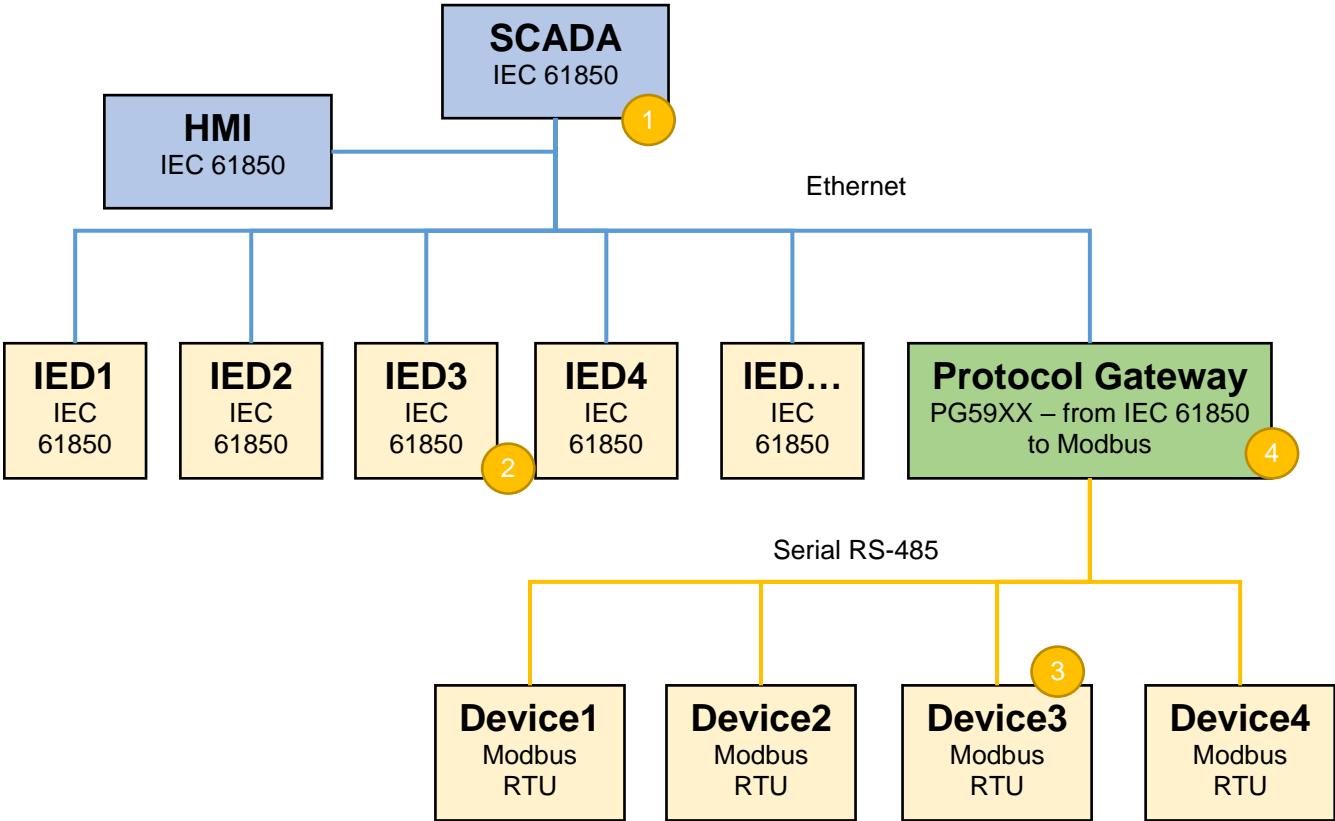 SCADA
IEC 61850
1
HMI
IEC 61850
Ethernet
IED1
IEC
61850
IED2
IEC
61850
IED3
IEC
61850
2
IED4
IEC
61850
IED…
IEC
61850
Protocol Gateway
PG59XX – from IEC 61850
to Modbus
4
Serial RS-485
Device1
Modbus
RTU
Device2
Modbus
RTU
3
Device3
Modbus
RTU
Device4
Modbus
RTU